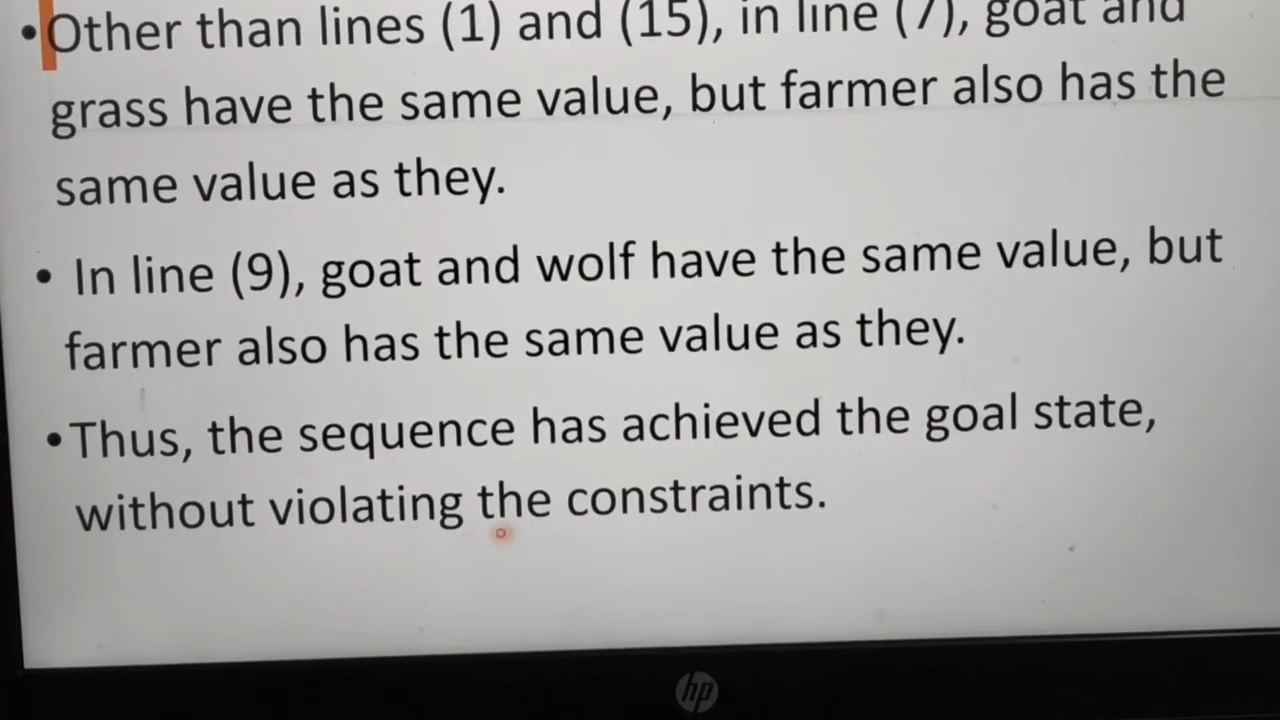 •Other than lines (1) and (15), in line (7), goat and
grass have the same value, but farmer also has the
same value as they.
• In line (9), goat and wolf have the same value, but
farmer also has the same value as they.
•Thus, the sequence has achieved the goal state,
without violating the constraints.
hp